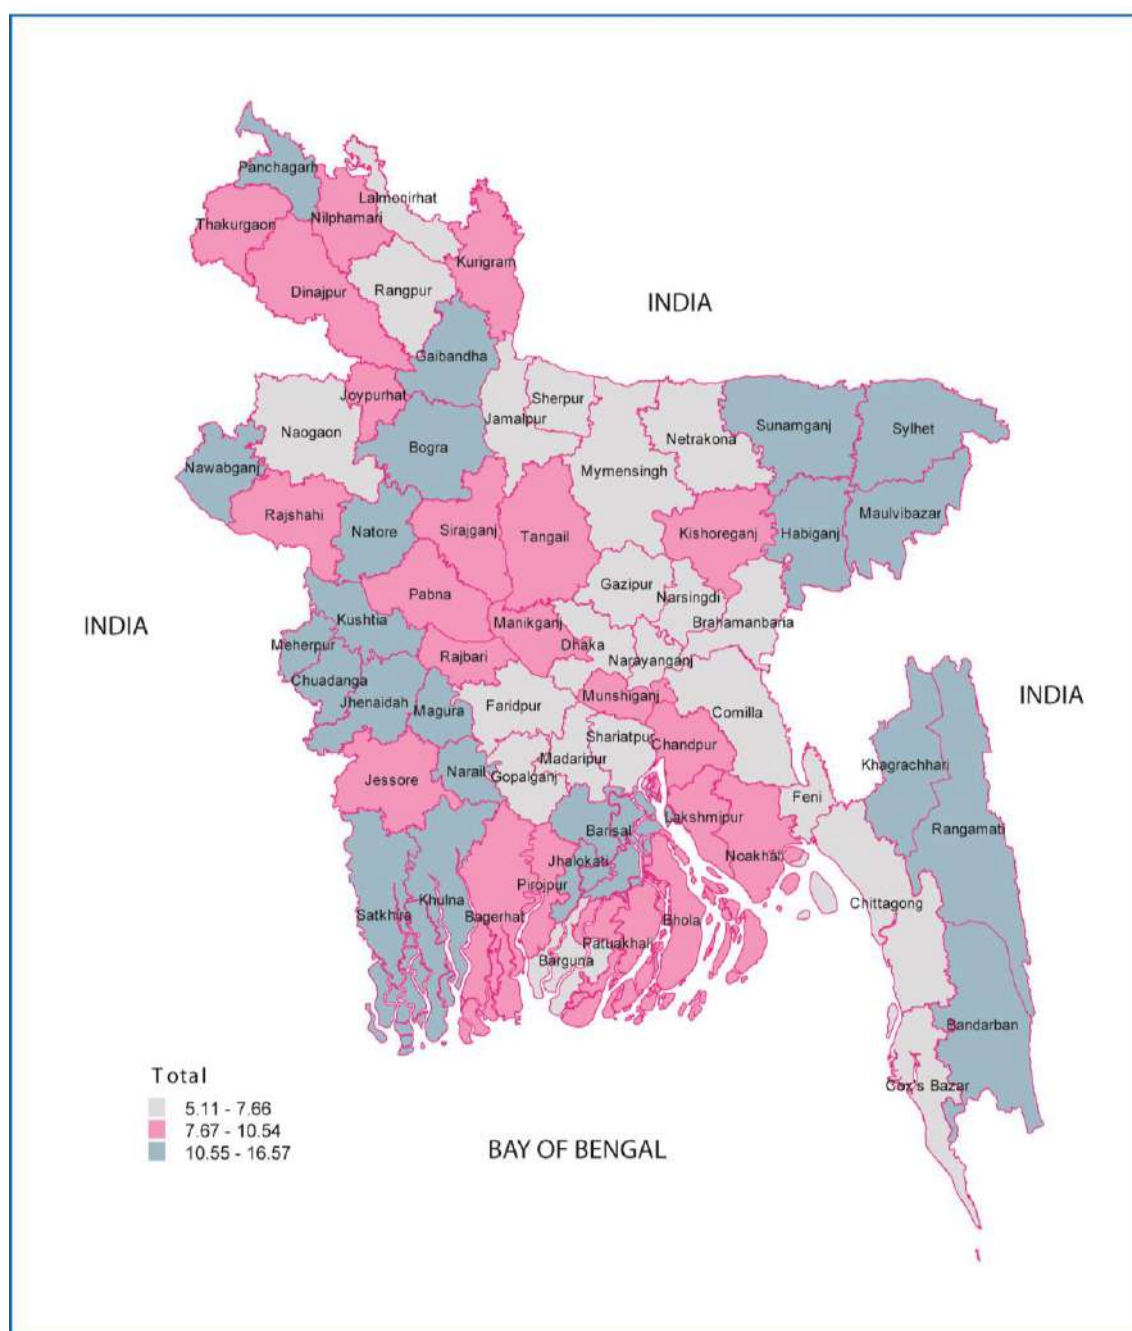 Panchagarh
Lalmonirhat
Thakurgaon
Nilphamari
Kurigram
Dinajpur
Rangpur
INDIA
Gaibandha
Joypurhat
Sherpur
Jamalpur
Naogaon
Bogra
Netrakona
Sunamganj
Sylhet
Nawabganj
Mymensingh
Rajshahi
Maulvibazar
Natore
Sirajganj
Tangail
Kishoreganj
Habiganj
Gazipur
Pabna
Narsingdi
INDIA
Kushtia
Manikganj
Brahamanbaria
Meherpur
Dhaka
Rajbari
Narayanganj
Chuadanga
Jhenaidah
Munshiganj
INDIA
Magura
Faridpur
Comilla
Shariatpur
Chandpur
Madaripur
Khagrachhari
Narail
Gopalganj
Jessore
Feni
Lakshmipur
Barisal
Rangamati
Noakhali
Jhalokati
Pirojpur
Khulna
Chittagong
Satkhira
Bagerhat
Bhola
Patuakhali
Barguna
Bandarban
Total
Cox's Bazar
5.11 - 7.66
7.67 - 10.54
10.55 - 16.57
BAY OF BENGAL